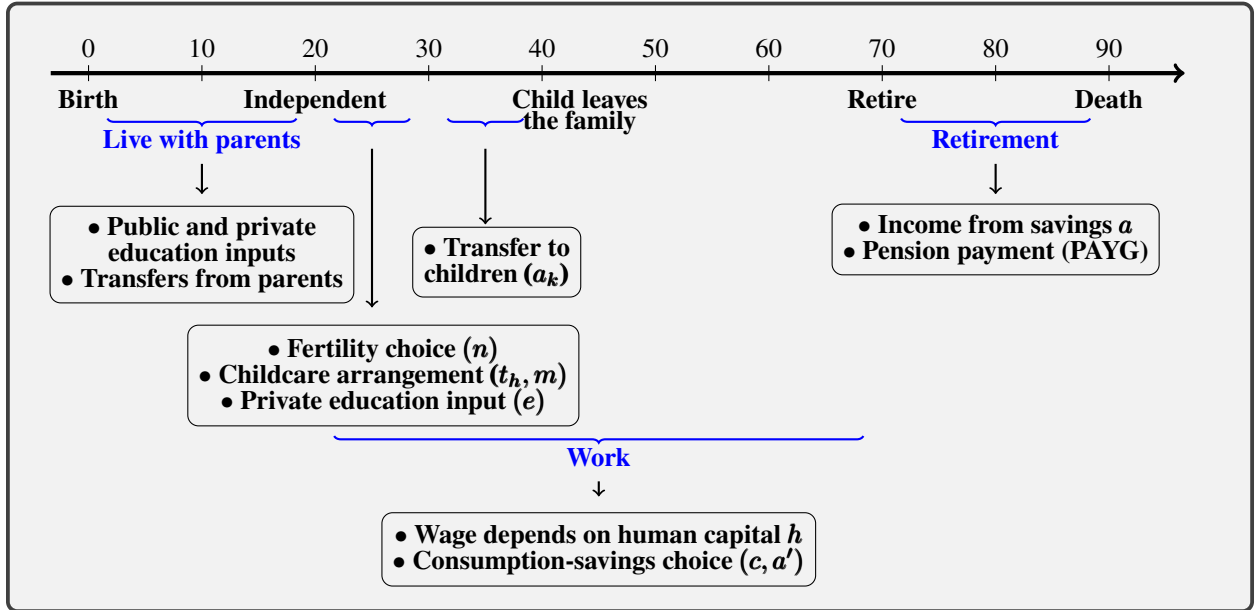 0 10 20 30 40 50 60 70 80 90
Birth Independent Child leaves Retire Death
the family
Live with parents Retirement
• Public and private
education inputs
• Transfers from parents
• Transfer to
children (a_k)
• Income from savings a
• Pension payment (PAYG)
• Fertility choice (n)
• Childcare arrangement (t_h, m)
• Private education input (e)
Work
• Wage depends on human capital h
• Consumption-savings choice (c, a′)